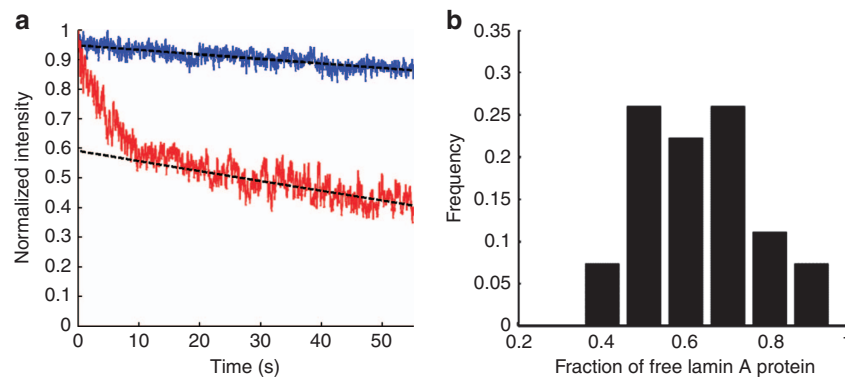 a
b
Normalized intensity
1
0.9
0.8
0.7
0.6
0.5
0.4
0.3
0.2
0.1
0
0 10 20 30 40 50
Time (s)
Frequency
0.35
0.3
0.25
0.2
0.15
0.1
0.05
0
0.2 0.4 0.6 0.8
Fraction of free lamin A protein